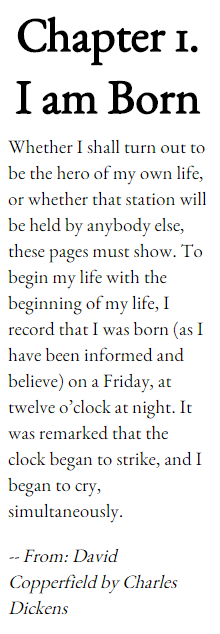 Chapter 1.
I am Born
Whether I shall turn out to
be the hero of my own life,
or whether that station will
be held by anybody else,
these pages must show. To
begin my life with the
beginning of my life, I
record that I was born (as I
have been informed and
believe) on a Friday, at
twelve o’clock at night. It
was remarked that the
clock began to strike, and I
began to cry,
simultaneously.
-- From: David
Copperfield by Charles
Dickens